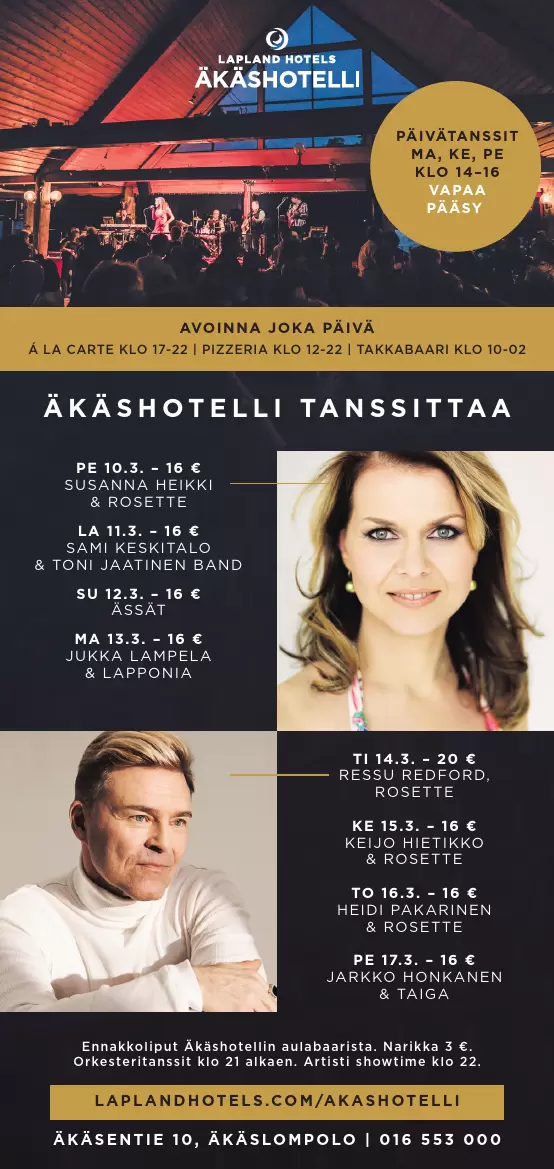 LAPLAND HOTELS
ÄKÄSHOTELLI
PÄIVÄTANSSIT
MA, KE, PE
KLO 14–16
VAPAA
PÄÄSY
AVOINNA JOKA PÄIVÄ
Á LA CARTE KLO 17-22 | PIZZERIA KLO 12-22 | TAKKABAARI KLO 10-02
ÄKÄSHOTELLI TANSSITTAA
PE 10.3. – 16 €
SUSANNA HEIKKI
& ROSETTE
LA 11.3. – 16 €
SAMI KESKITALO
& TONI JAATINEN BAND
SU 12.3. – 16 €
ÄSSÄT
MA 13.3. – 16 €
JUKKA LAMPELA
& LAPPONIA
TI 14.3. – 20 €
RESSU REDFORD,
ROSETTE
KE 15.3. – 16 €
KEIJO HIETIKKO
& ROSETTE
TO 16.3. – 16 €
HEIDI PAKARINEN
& ROSETTE
PE 17.3. – 16 €
JARKKO HONKANEN
& TAIGA
Ennakkoliput Äkäshotellin aulabaarista. Narikka 3 €.
Orkesteritanssit klo 21 alkaen. Artisti showtime klo 22.
LAPLANDHOTELS.COM/AKASHOTELLI
ÄKÄSENTIE 10, ÄKÄSLOMPOLO | 016 553 000